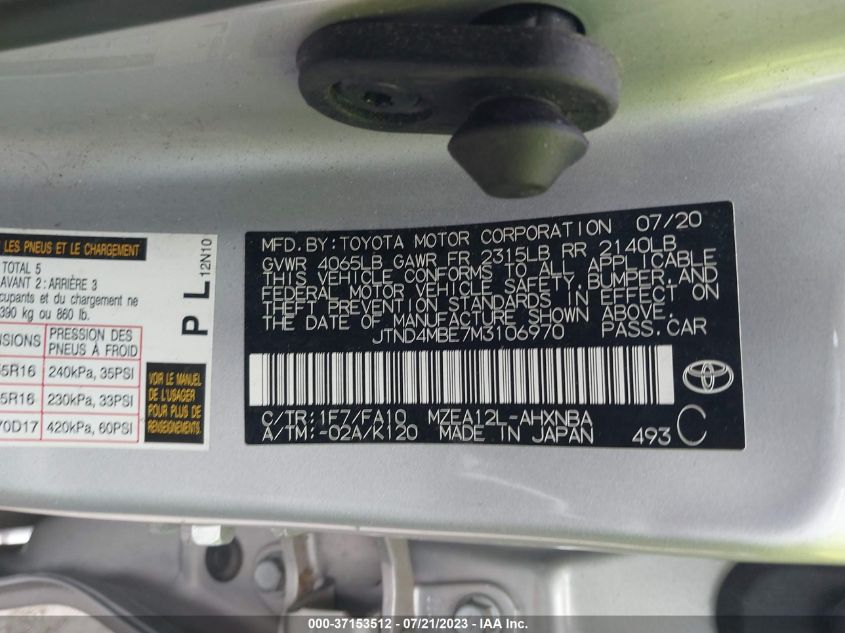 LES PNEUS ET LE CHARGEMENT
TOTAL 5
AVANT 2 : ARRIÈRE 3
cupants et du chargement ne
390 kg ou 860 lb.
NSIONS PRESSION DES PNEUS À FROID
5R16 240kPa, 35PSI
5R16 230kPa, 33PSI
70D17 420kPa, 60PSI
P L 12N10
VOIR LE MANUEL
DE L'USAGER
POUR PLUS DE
RENSEIGNEMENTS.
MFD.BY:TOYOTA MOTOR CORPORATION 07/20
GVWR 4065LB GAWR FR 2315LB RR 2140LB
THIS VEHICLE CONFORMS TO ALL APPLICABLE
FEDERAL MOTOR VEHICLE SAFETY,BUMPER,AND
THEFT PREVENTION STANDARDS IN EFFECT ON
THE DATE OF MANUFACTURE SHOWN ABOVE.
JTND4MBE7M3106970 PASS.CAR
C/TR:1F7/FA10 MZEA12L-AHXNBA
A/TM:-02A/K120 MADE IN JAPAN 493 C
000-37153512 - 07/21/2023 - IAA Inc.